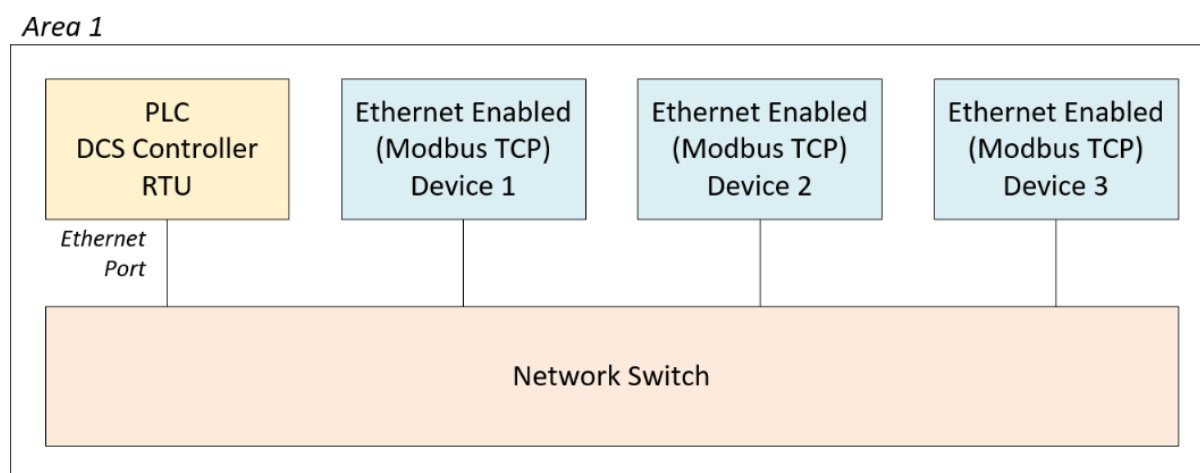 Area 1
PLC
DCS Controller
RTU
Ethernet Enabled
(Modbus TCP)
Device 1
Ethernet Enabled
(Modbus TCP)
Device 2
Ethernet Enabled
(Modbus TCP)
Device 3
Ethernet
Port
Network Switch